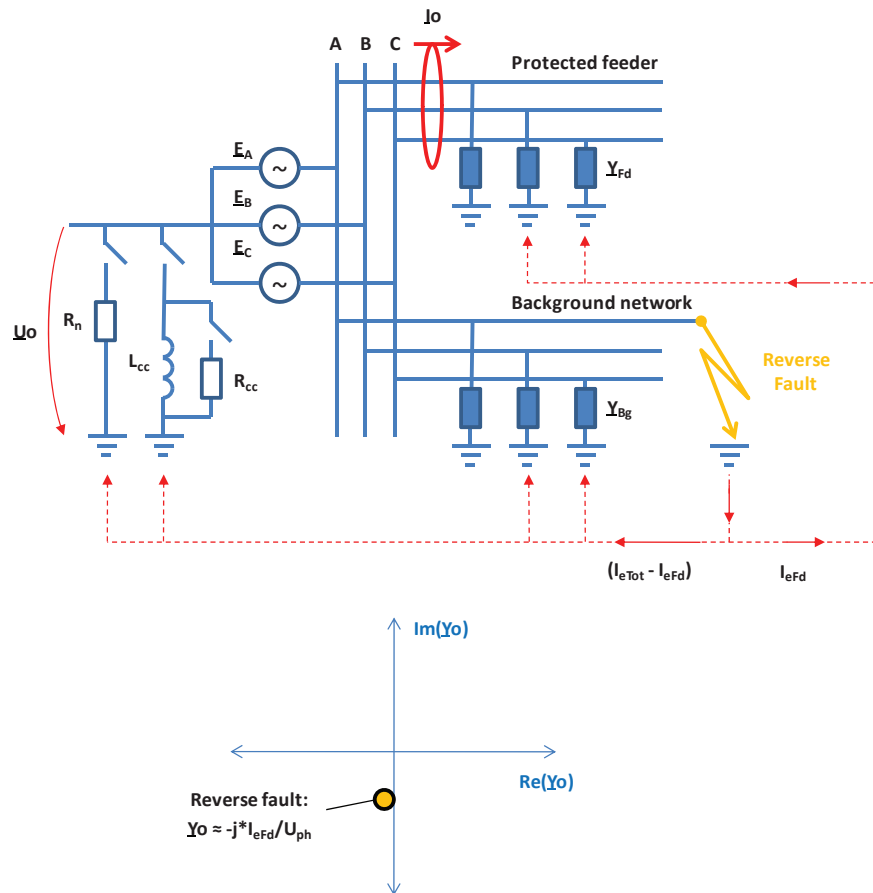 Io
A B C
Protected feeder
EA
~
YFd
EB
~
EC
~
Background network
Uo
Rn
Lcc
Rcc
Reverse
Fault
YBg
(IeTot - IeFd)
IeFd
Im(Yo)
Re(Yo)
Reverse fault:
Yo ≈ -j*IeFd/Uph